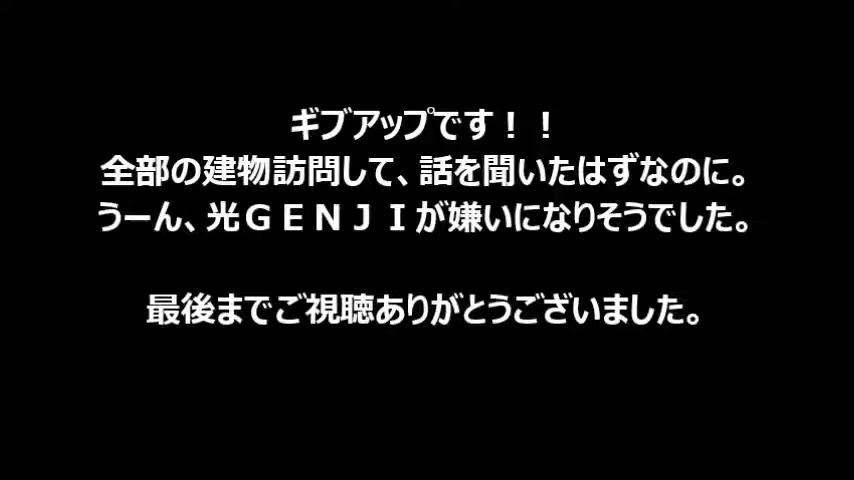 ギブアップです！！
全部の建物訪問して、話を聞いたはずなのに。
うーん、光ＧＥＮＪＩが嫌いになりそうでした。
最後までご視聴ありがとうございました。